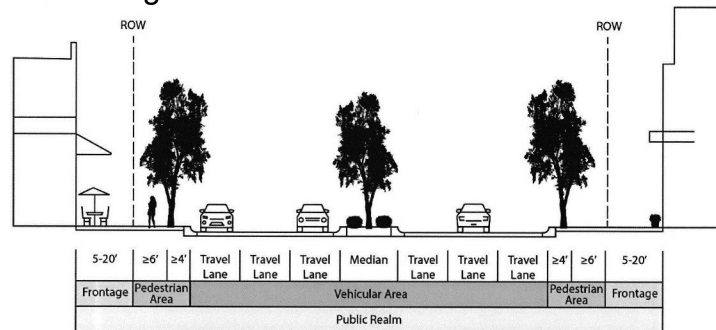 ROW ROW
5-20' ≥6' ≥4' Travel Lane Travel Lane Travel Lane Median Travel Lane Travel Lane Travel Lane ≥4' ≥6' 5-20'
Frontage Pedestrian Area Vehicular Area Pedestrian Area Frontage
Public Realm